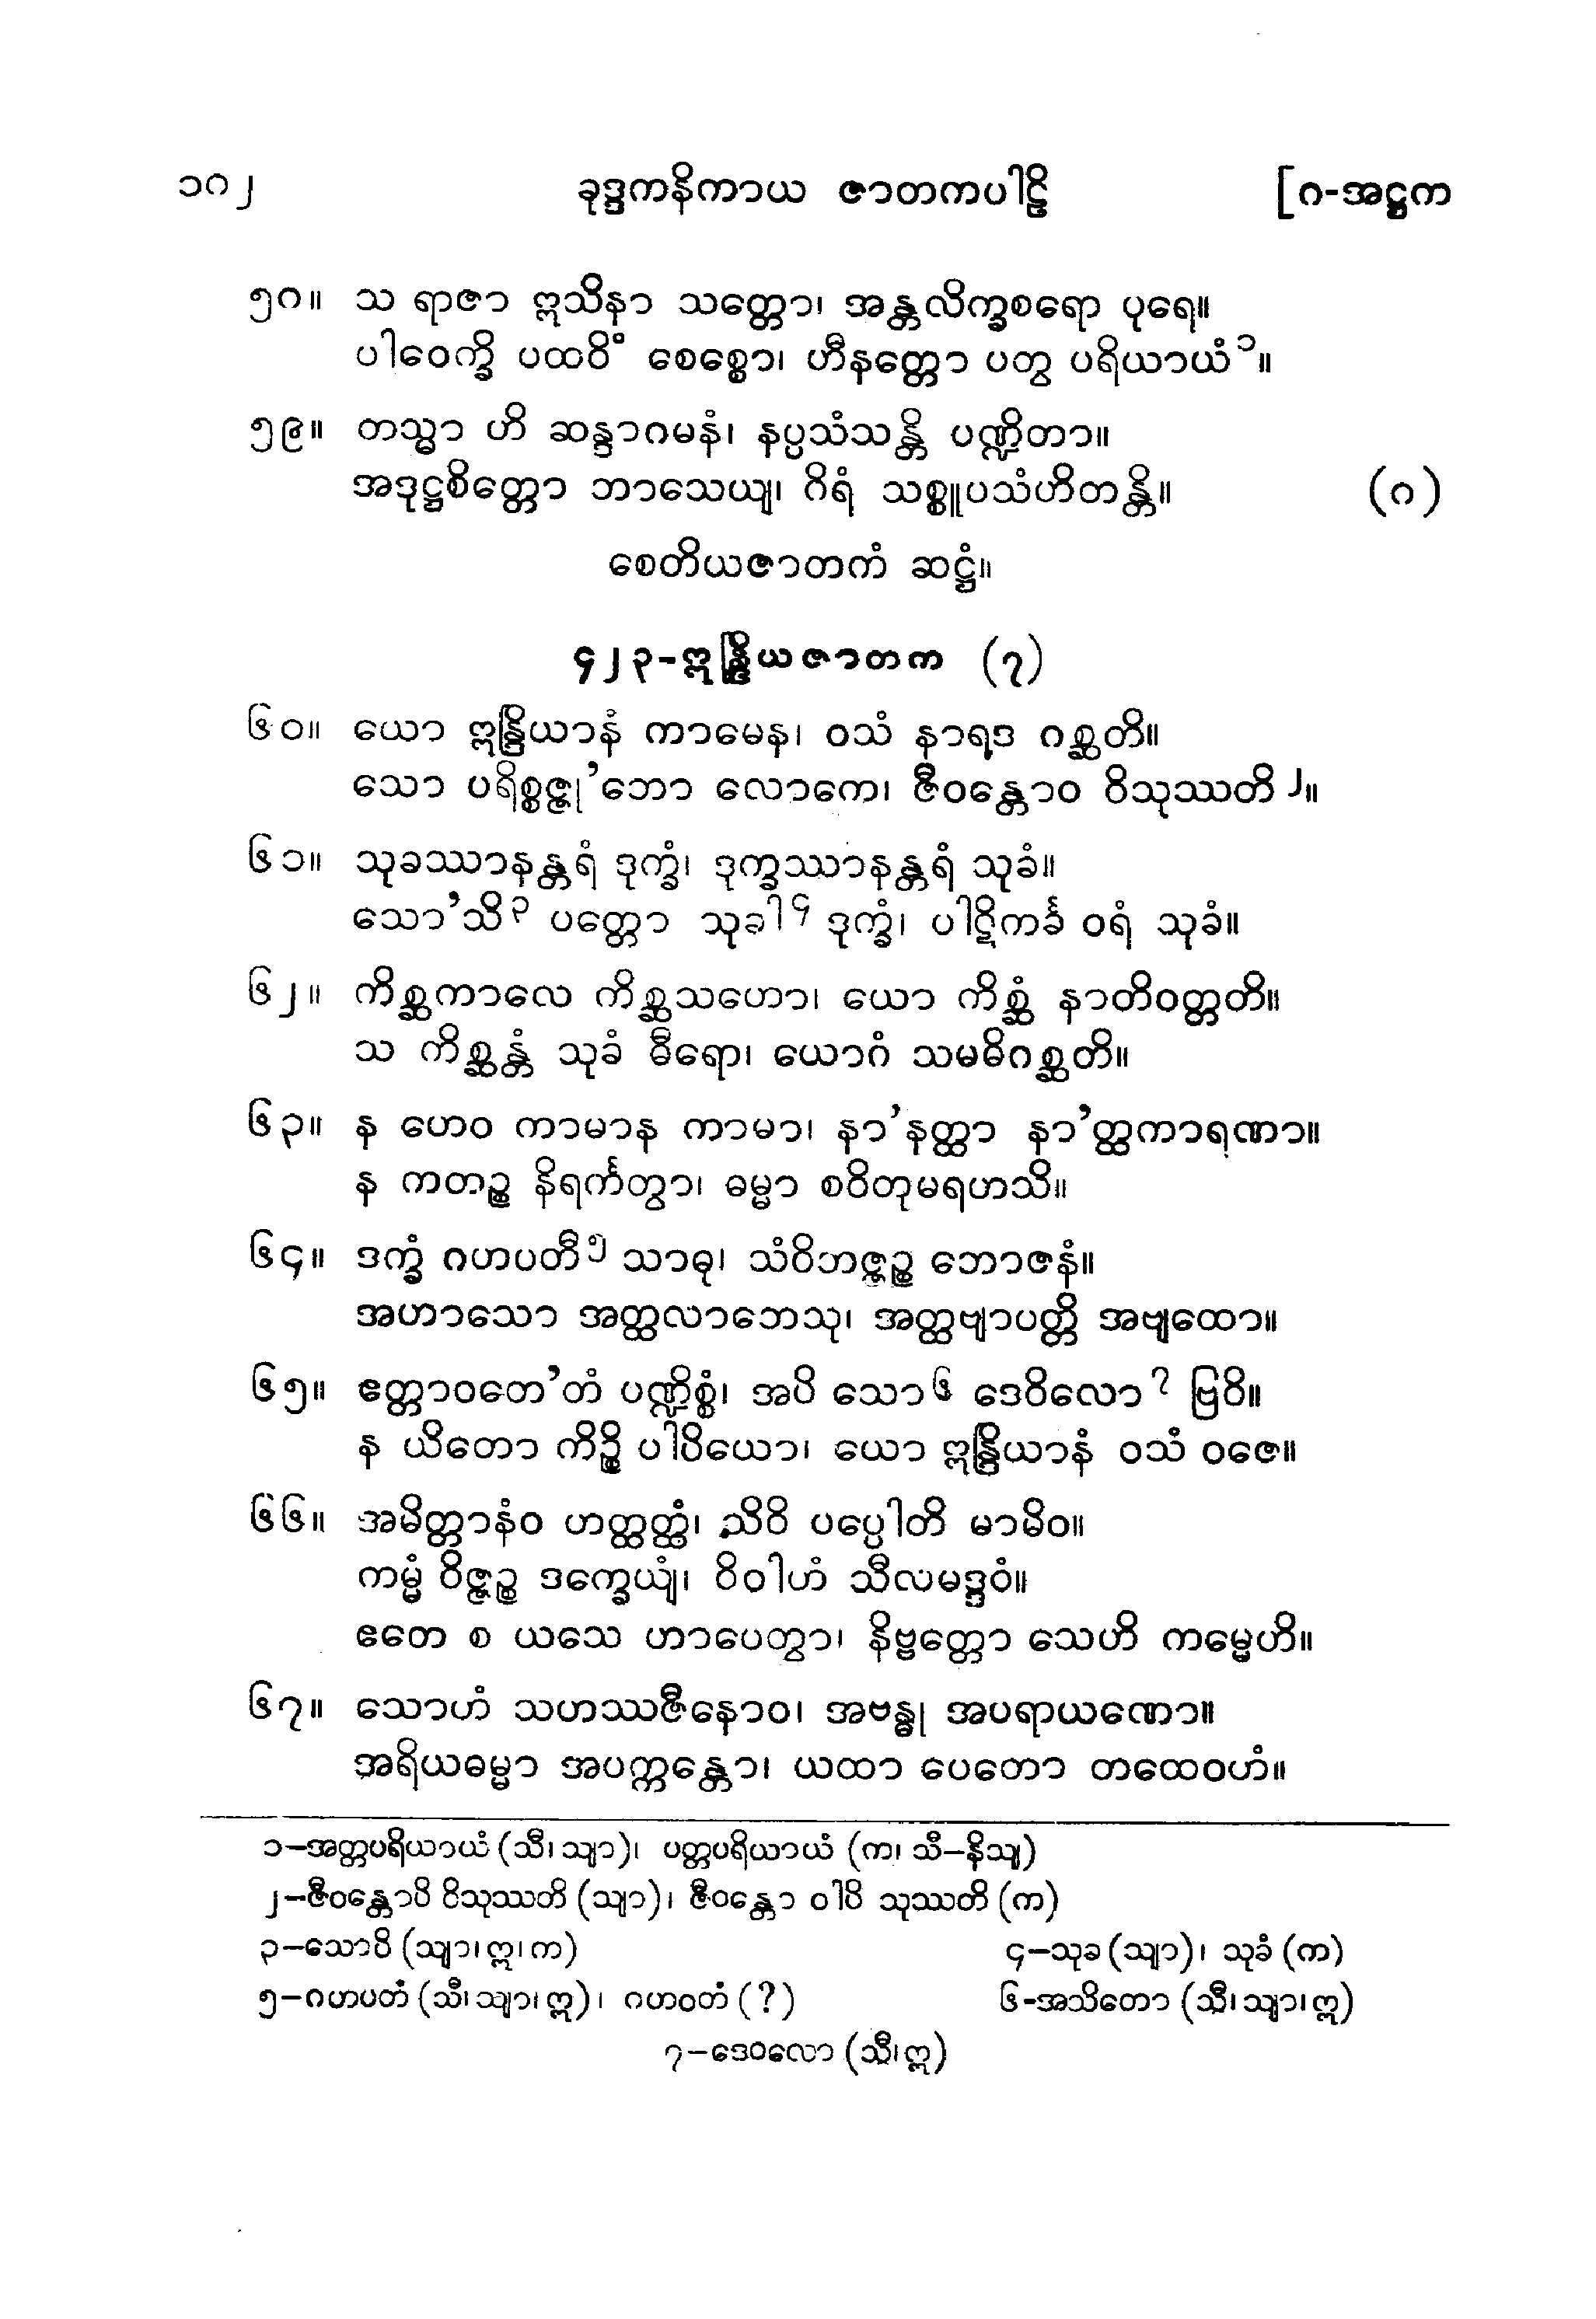 ၁၈၂ ခုဒ္ဒကနိကာယ ဇာတကပါဠိ [၈-အဋ္ဌက
၅၈။ သ ရာဇာ ဣသိနာ သတ္တော၊ အန္တလိက္ခစရော ပုရေ။
ပါဝေက္ခိ ပထဝိံ စေစ္စော၊ ဟီနတ္တော ပတွ ပရိယာယံ၁။
၅၉။ တသ္မာ ဟိ ဆန္ဒာဂမနံ၊ နပ္ပသံသန္တိ ပဏ္ဍိတာ။
အဒုဋ္ဌစိတ္တော ဘာသေယျ၊ ဂိရံ သစ္စူပသံဟိတန္တိ။ (၈)
စေတိယဇာတကံ ဆဋ္ဌံ။
၄၂၃-ဣန္ဒြိယဇာတက (၇)
၆၀။ ယော ဣန္ဒြိယာနံ ကာမေန၊ ဝသံ နာရဒ ဂစ္ဆတိ။
သော ပရိစ္စဇ္ဇု’ဘော လောကေ၊ ဇီဝန္တောဝ ဝိသုဿတိ၂။
၆၁။ သုခဿာနန္တရံ ဒုက္ခံ၊ ဒုက္ခဿာနန္တရံ သုခံ။
သော’သိ၃ ပတ္တော သုခါ၄ ဒုက္ခံ၊ ပါဋိကင်္ခ ဝရံ သုခံ။
၆၂။ ကိစ္ဆကာလေ ကိစ္ဆသဟော၊ ယော ကိစ္ဆံ နာတိဝတ္တတိ။
သ ကိစ္ဆန္တံ သုခံ ဓီရော၊ ယောဂံ သမဓိဂစ္ဆတိ။
၆၃။ န ဟေဝ ကာမာန ကာမာ၊ နာ’နတ္ထာ နာ’တ္ထကာရဏာ။
န ကတဉ္စ နိရင်္ကတွာ၊ ဓမ္မာ စဝိတုမရဟသိ။
၆၄။ ဒက္ခံ ဂဟပတီ၅ သာဓု၊ သံဝိဘဇ္ဇဉ္စ ဘောဇနံ။
အဟာသော အတ္ထလာဘေသု၊ အတ္ထဗျာပတ္တိ အဗျထော။
၆၅။ ဧတ္တာဝတေ’တံ ပဏ္ဍိစ္စံ၊ အပိ သော၆ ဒေဝိလော၇ ဗြဝိ။
န ယိတော ကိဉ္စိ ပါပိယော၊ ယော ဣန္ဒြိယာနံ ဝသံ ဝဇေ။
၆၆။ အမိတ္တာနံဝ ဟတ္ထတ္ထံ၊ သိဝိ ပပ္ပေါတိ မာမိဝ။
ကမ္မံ ဝိဇ္ဇဉ္စ ဒက္ခေယျံ၊ ဝိဝါဟံ သီလမဒ္ဒဝံ။
ဧတေ စ ယသေ ဟာပေတွာ၊ နိဗ္ဗတ္တော သေဟိ ကမ္မေဟိ။
၆၇။ သောဟံ သဟဿဇီနောဝ၊ အဗန္ဓု အပရာယဏော။
အရိယဓမ္မာ အပက္ကန္တော၊ ယထာ ပေတော တထေဝဟံ။
၁–အတ္တပရိယာယံ (သီ၊ သျာ)၊ ပတ္တပရိယာယံ (က၊ သီ–နိသျ)
၂–ဇီဝန္တောပိ ဝိသုဿတိ (သျာ)၊ ဇီဝန္တော ဝါပိ သုဿတိ (က)
၃–သောပိ (သျာ၊ ဣ၊ က) ၄–သုခ (သျာ)၊ သုခံ (က)
၅–ဂဟပတံ (သီ၊ သျာ၊ ဣ)၊ ဂဟဝတံ (?) ၆-အသိတော (သီ၊ သျာ၊ ဣ)
၇–ဒေဝလော (သီ၊ ဣ)